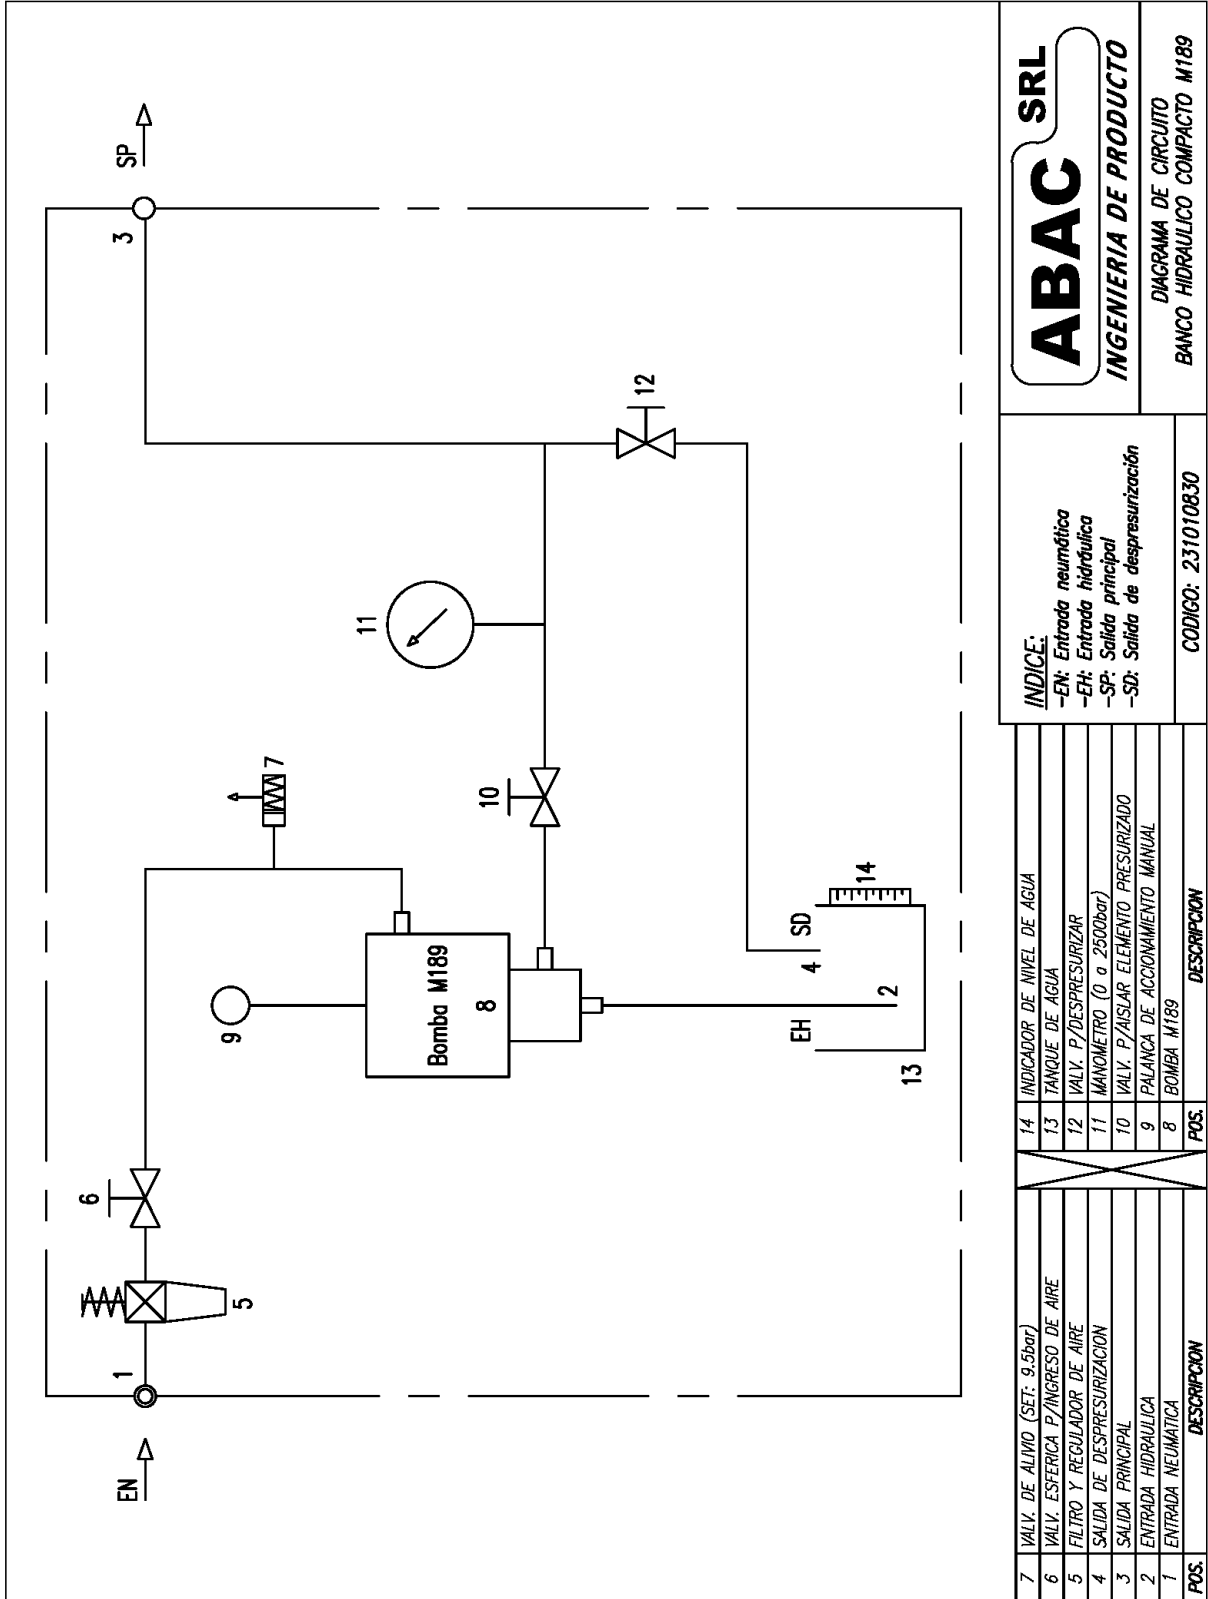 EN
1
5
6
7
9
Bomba M189
8
10
11
12
3
SP
EH
2
4
SD
14
13
7 VALV. DE ALIVIO (SET: 9.5bar)
6 VALV. ESFERICA P/INGRESO DE AIRE
5 FILTRO Y REGULADOR DE AIRE
4 SALIDA DE DESPRESURIZACION
3 SALIDA PRINCIPAL
2 ENTRADA HIDRAULICA
1 ENTRADA NEUMATICA
POS. DESCRIPCION
14 INDICADOR DE NIVEL DE AGUA
13 TANQUE DE AGUA
12 VALV. P/DESPRESURIZAR
11 MANOMETRO (0 a 2500bar)
10 VALV. P/AISLAR ELEMENTO PRESURIZADO
9 PALANCA DE ACCIONAMIENTO MANUAL
8 BOMBA M189
POS. DESCRIPCION
INDICE:
-EN: Entrada neumática
-EH: Entrada hidráulica
-SP: Salida principal
-SD: Salida de despresurización
CODIGO: 231010830
ABAC SRL
INGENIERIA DE PRODUCTO
DIAGRAMA DE CIRCUITO
BANCO HIDRAULICO COMPACTO M189